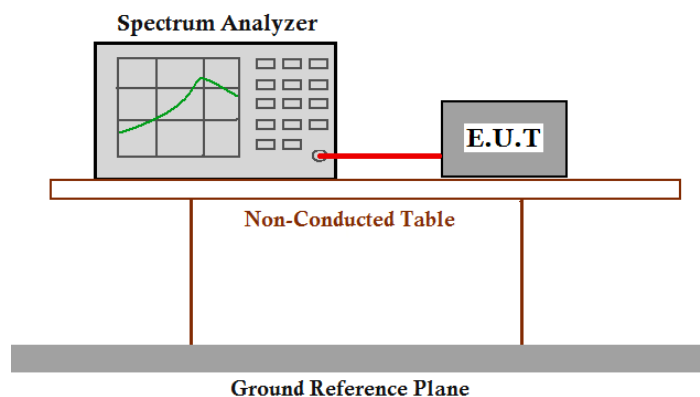 Spectrum Analyzer
E.U.T
Non-Conducted Table
Ground Reference Plane